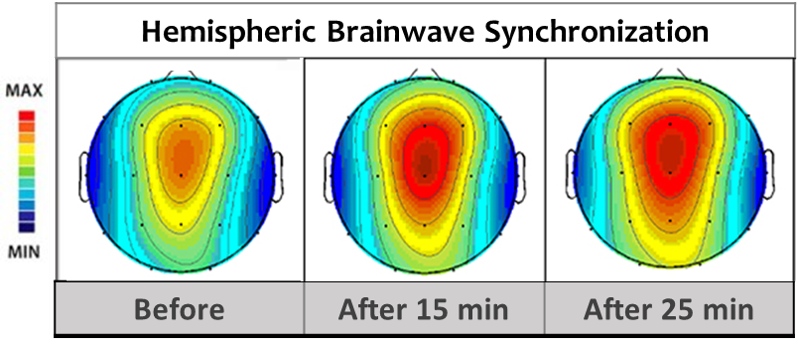 Hemispheric Brainwave Synchronization
MAX
MIN
Before
After 15 min
After 25 min